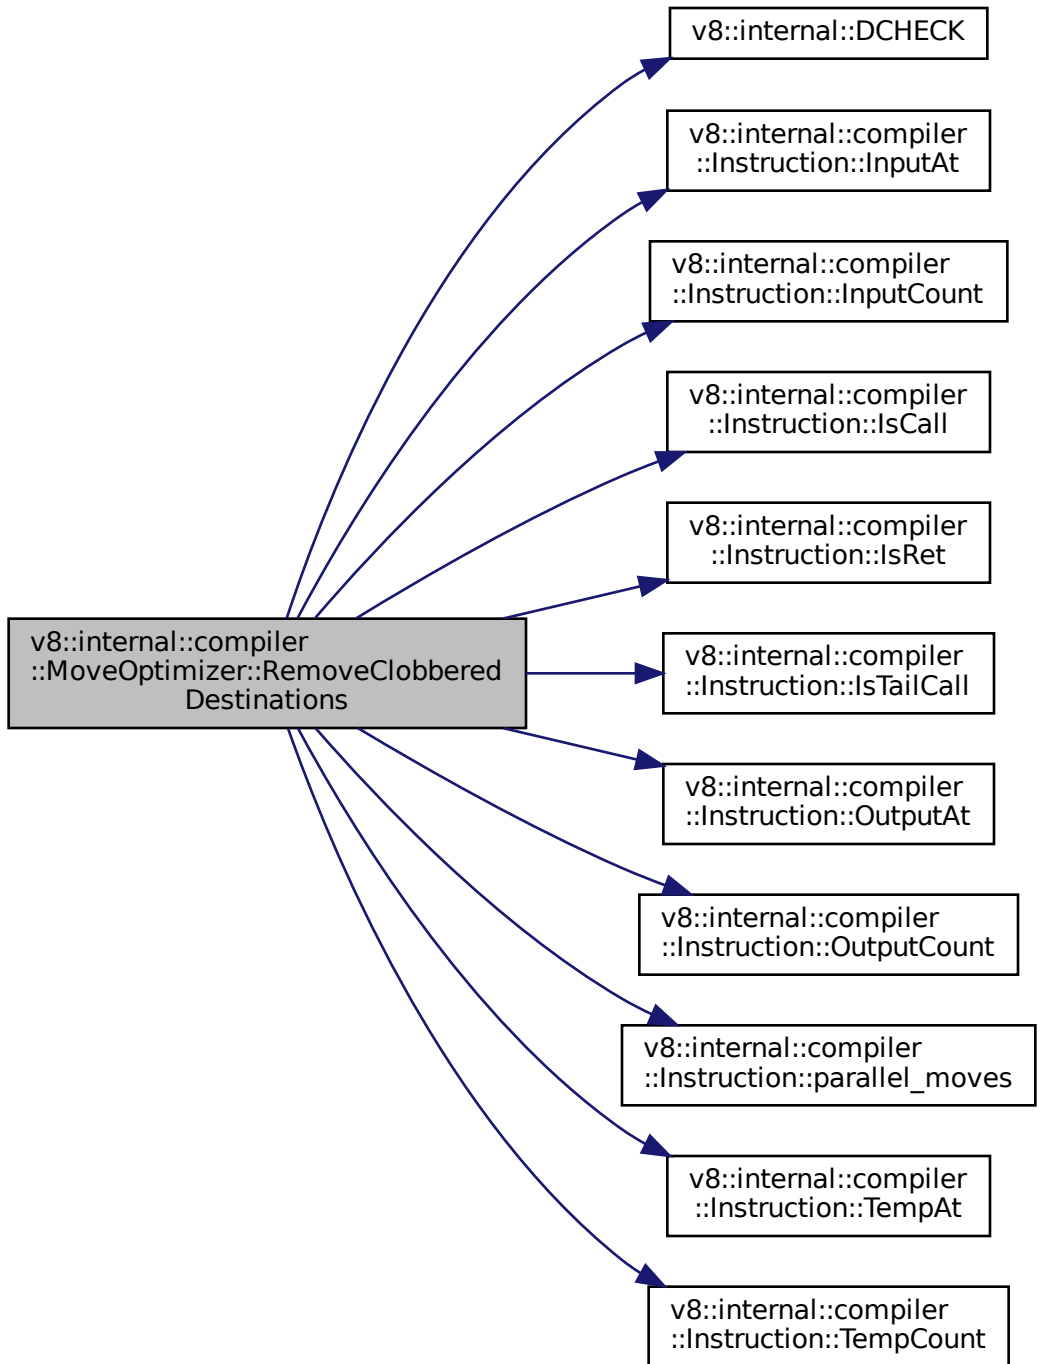 v8::internal::DCHECK
v8::internal::compiler
::Instruction::InputAt
v8::internal::compiler
::Instruction::InputCount
v8::internal::compiler
::Instruction::IsCall
v8::internal::compiler
::Instruction::IsRet
v8::internal::compiler
::MoveOptimizer::RemoveClobbered
Destinations
v8::internal::compiler
::Instruction::IsTailCall
v8::internal::compiler
::Instruction::OutputAt
v8::internal::compiler
::Instruction::OutputCount
v8::internal::compiler
::Instruction::parallel_moves
v8::internal::compiler
::Instruction::TempAt
v8::internal::compiler
::Instruction::TempCount